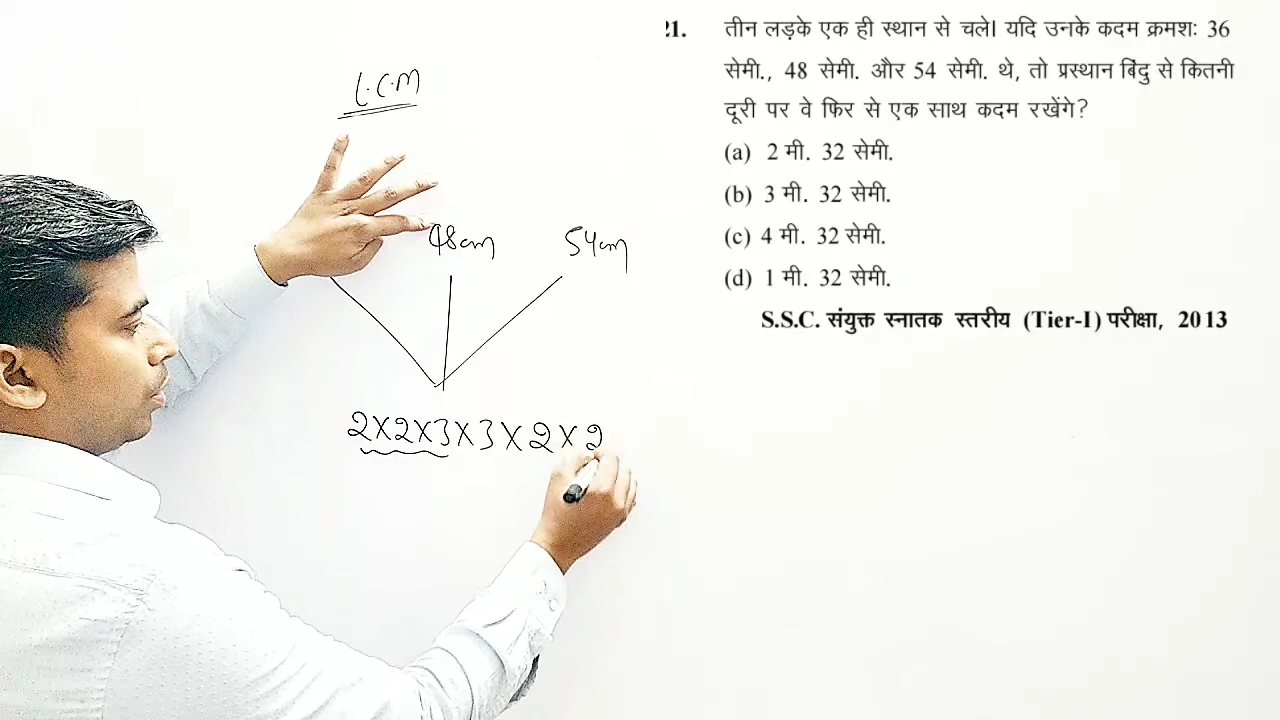 L.C.M
48cm 54cm
2×2×3×3×2×2
21. तीन लड़के एक ही स्थान से चले। यदि उनके कदम क्रमशः 36
सेमी., 48 सेमी. और 54 सेमी. थे, तो प्रस्थान बिंदु से कितनी
दूरी पर वे फिर से एक साथ कदम रखेंगे?
(a) 2 मी. 32 सेमी.
(b) 3 मी. 32 सेमी.
(c) 4 मी. 32 सेमी.
(d) 1 मी. 32 सेमी.
S.S.C. संयुक्त स्नातक स्तरीय (Tier-I) परीक्षा, 2013